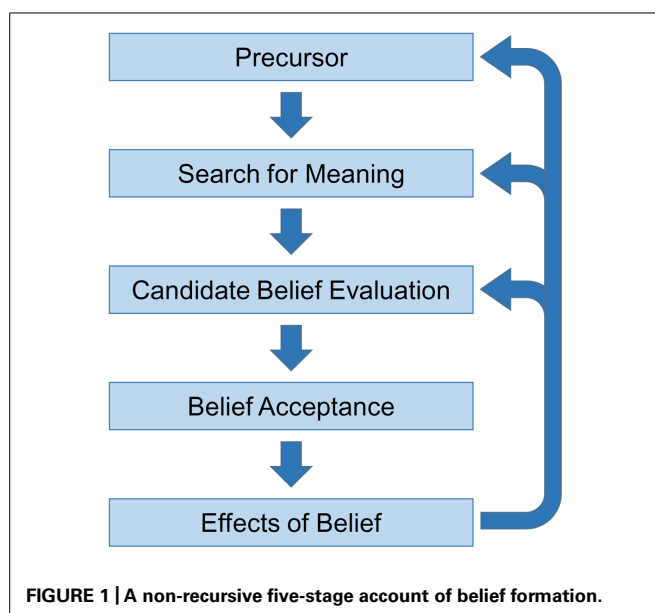 Precursor
Search for Meaning
Candidate Belief Evaluation
Belief Acceptance
Effects of Belief
FIGURE 1 | A non-recursive five-stage account of belief formation.